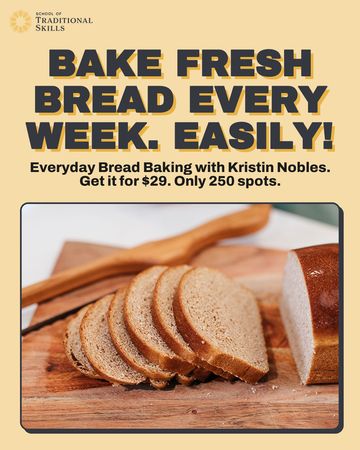 SCHOOL OF
TRADITIONAL
SKILLS
BAKE FRESH
BREAD EVERY
WEEK. EASILY!
Everyday Bread Baking with Kristin Nobles.
Get it for $29. Only 250 spots.